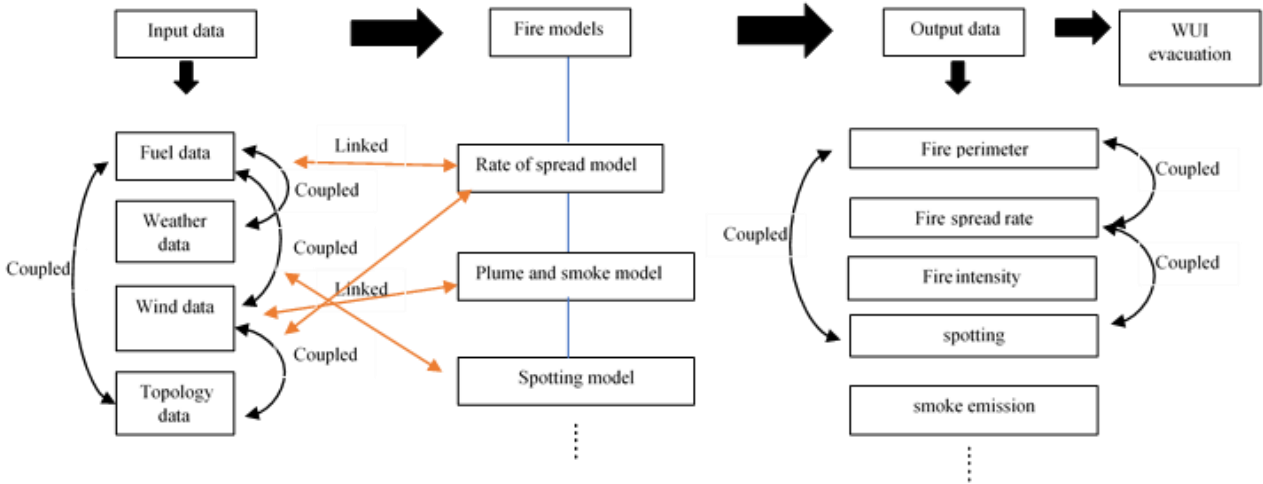 Input data
Fire models
Output data
WUI
evacuation
Fuel data
Weather
data
Wind data
Topology
data
Coupled
Coupled
Coupled
Coupled
Linked
Linked
Rate of spread model
Plume and smoke model
Spotting model
Fire perimeter
Fire spread rate
Fire intensity
spotting
smoke emission
Coupled
Coupled
Coupled